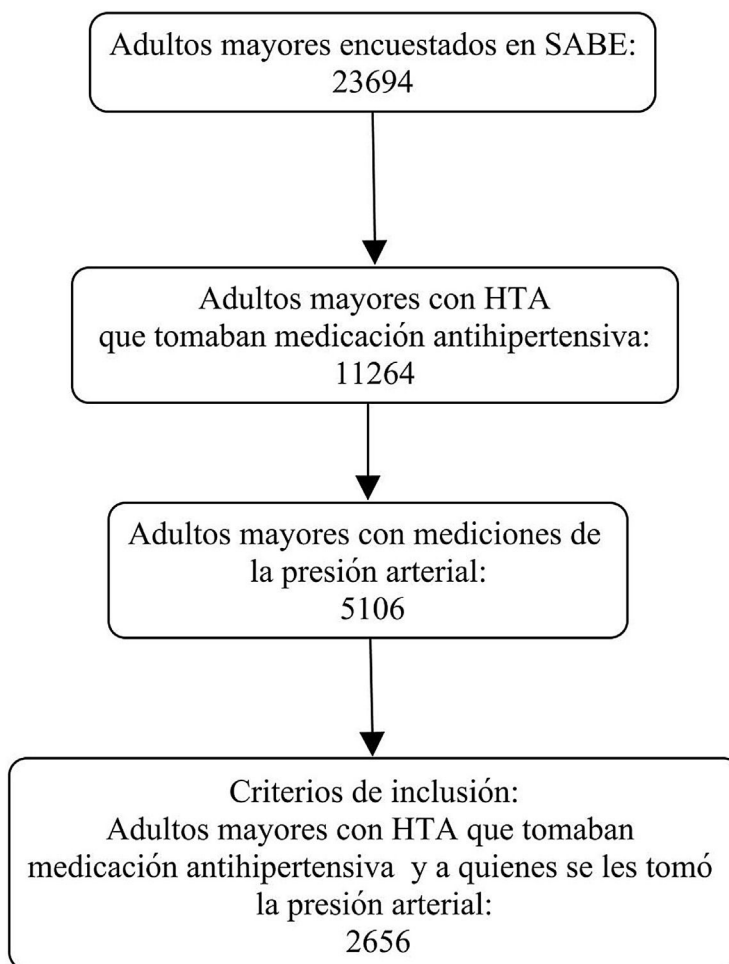 Adultos mayores encuestados en SABE:
23694
Adultos mayores con HTA
que tomaban medicación antihipertensiva:
11264
Adultos mayores con mediciones de
la presión arterial:
5106
Criterios de inclusión:
Adultos mayores con HTA que tomaban
medicación antihipertensiva y a quienes se les tomó
la presión arterial:
2656